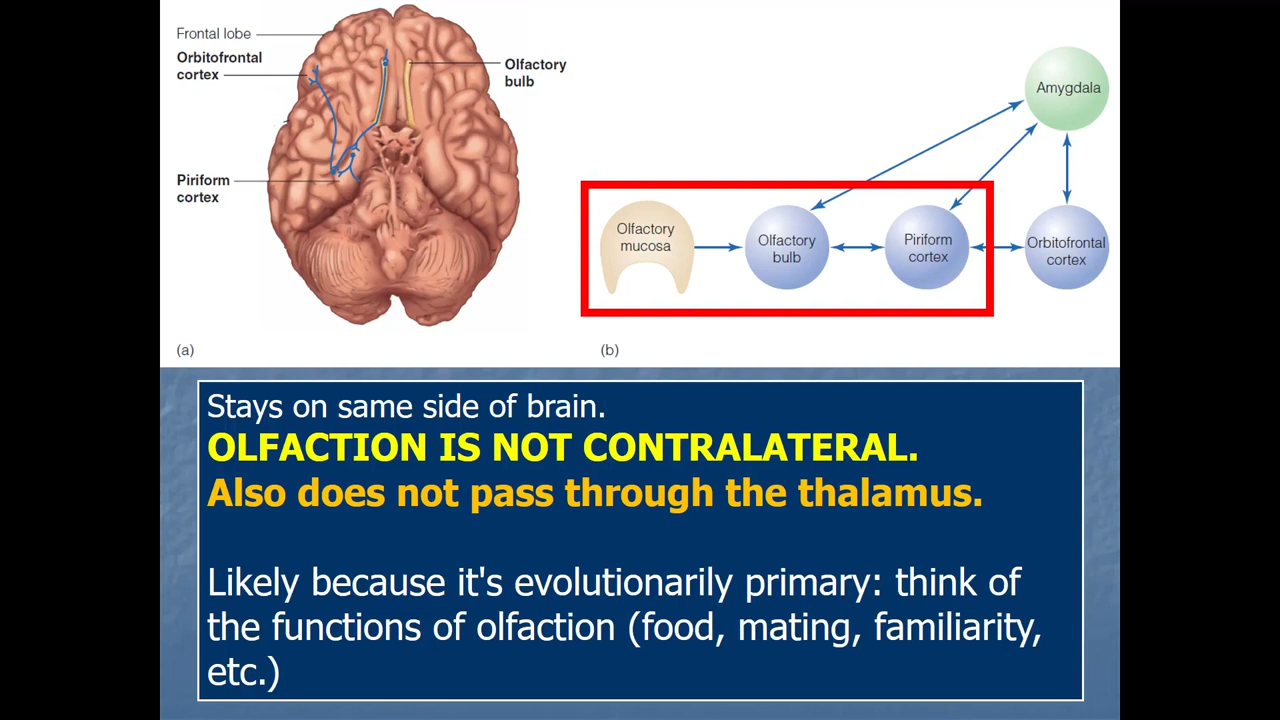 Frontal lobe
Orbitofrontal
cortex
Olfactory
bulb
Piriform
cortex
(a)
Amygdala
Olfactory
mucosa
Olfactory
bulb
Piriform
cortex
Orbitofrontal
cortex
(b)
Stays on same side of brain.
OLFACTION IS NOT CONTRALATERAL.
Also does not pass through the thalamus.
Likely because it's evolutionarily primary: think of
the functions of olfaction (food, mating, familiarity,
etc.)